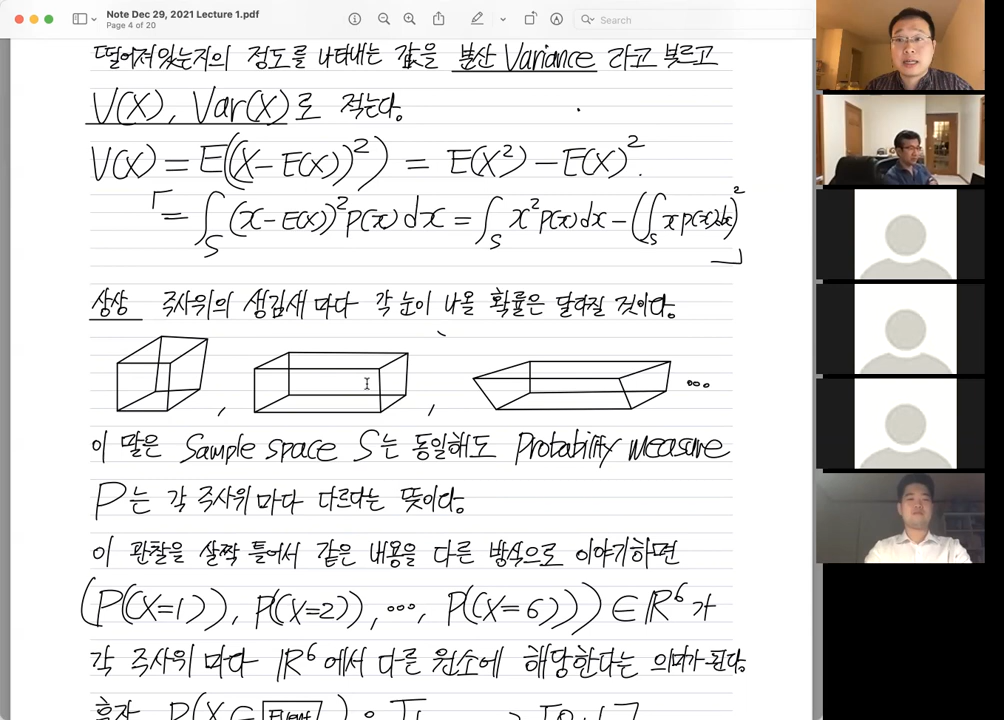 Note Dec 29, 2021 Lecture 1.pdf
Page 4 of 20
Search
떨어져있는지의 정도를 나타내는 값을 분산 Variance 라고 부르고
V(X), Var(X)로 적는다.
V(X) = E((X-E(X))²) = E(X²) - E(X)².
「= ∫_S (x-E(X))² p(x) dx = ∫_S x² p(x) dx - (∫_S x p(x) dx)² 」
상상 주사위의 생김새 마다 각 눈이 나올 확률은 달라질 것이다.
, , ...
이 말은 Sample space S는 동일해도 Probability measure
P는 각 주사위 마다 다르다는 뜻이다.
이 관찰을 살짝 틀어서 같은 내용을 다른 방식으로 이야기하면
(P(X=1)), P(X=2)), ..., P(X=6))) ∈ ℝ⁶ 가
각 주사위 마다 ℝ⁶에서 다른 원소에 해당한다는 의미가 된다.